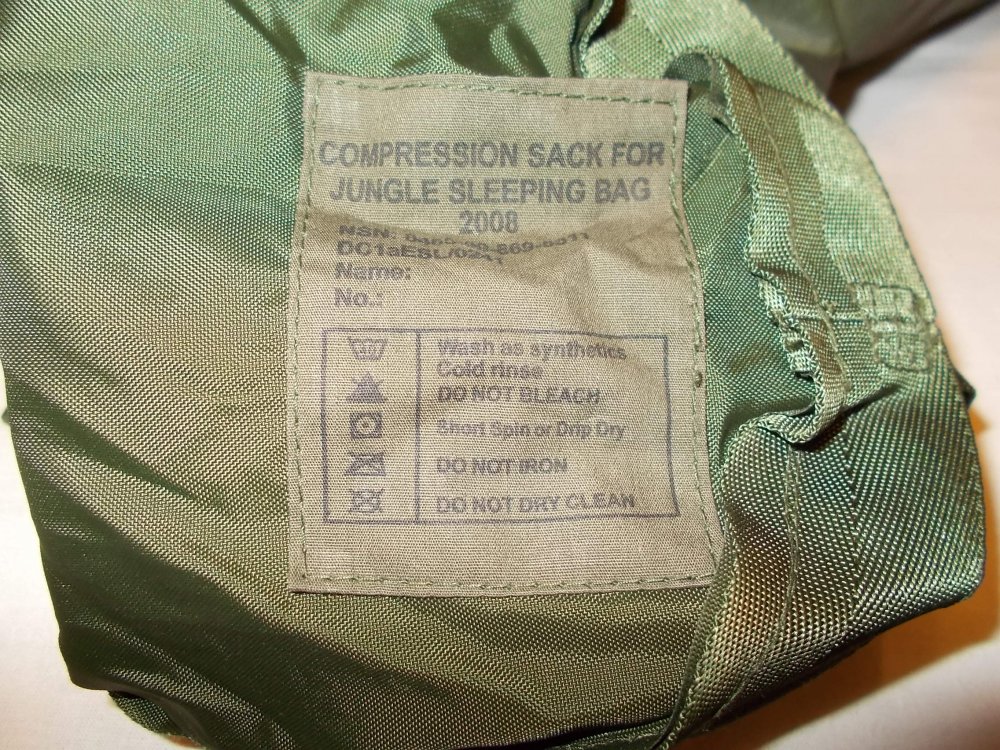 COMPRESSION SACK FOR
JUNGLE SLEEPING BAG
2008
NSN:
Name:
No.:
Wash as synthetics
Cold rinse
DO NOT BLEACH
Short Spin or Drip Dry
DO NOT IRON
DO NOT DRY CLEAN